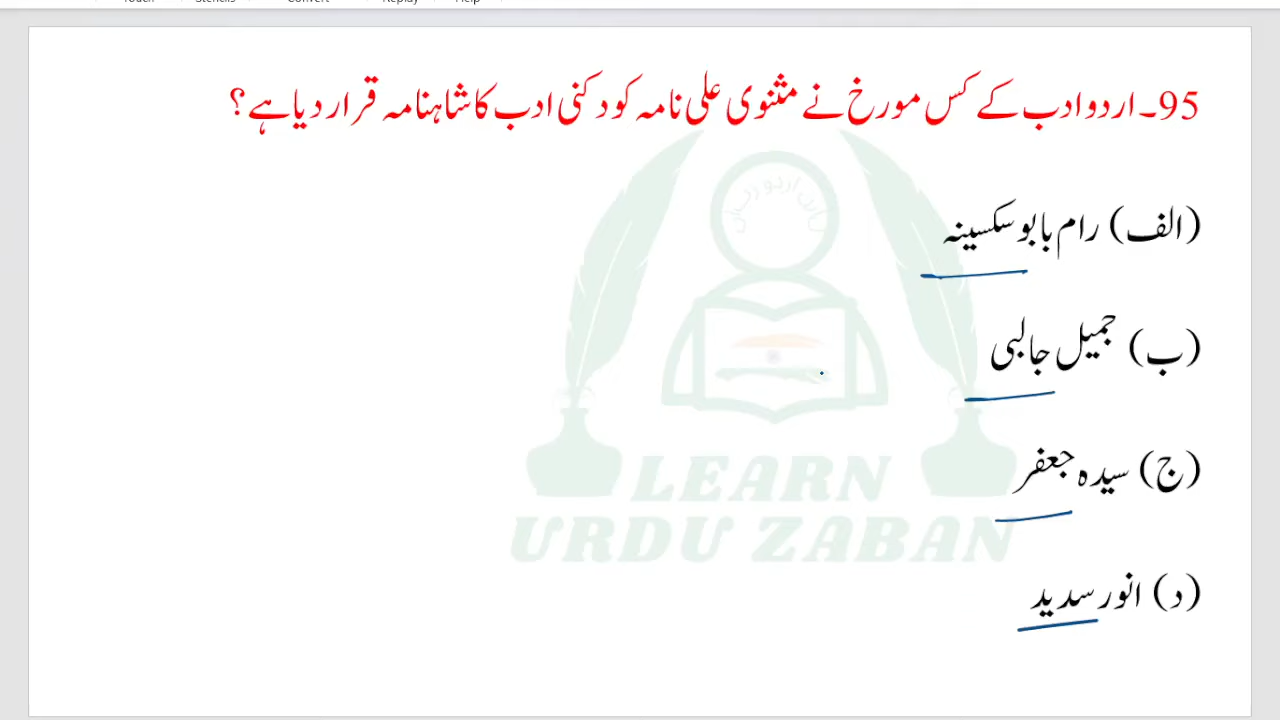 95۔اردو ادب کے کس مورخ نے مثنوی علی نامہ کو دکنی ادب کا شاہنامہ قرار دیا ہے؟
(الف) رام بابو سکسینہ
(ب) جمیل جالبی
(ج) سیدہ جعفر
(د) انور سدید
LEARN
URDU ZABAN